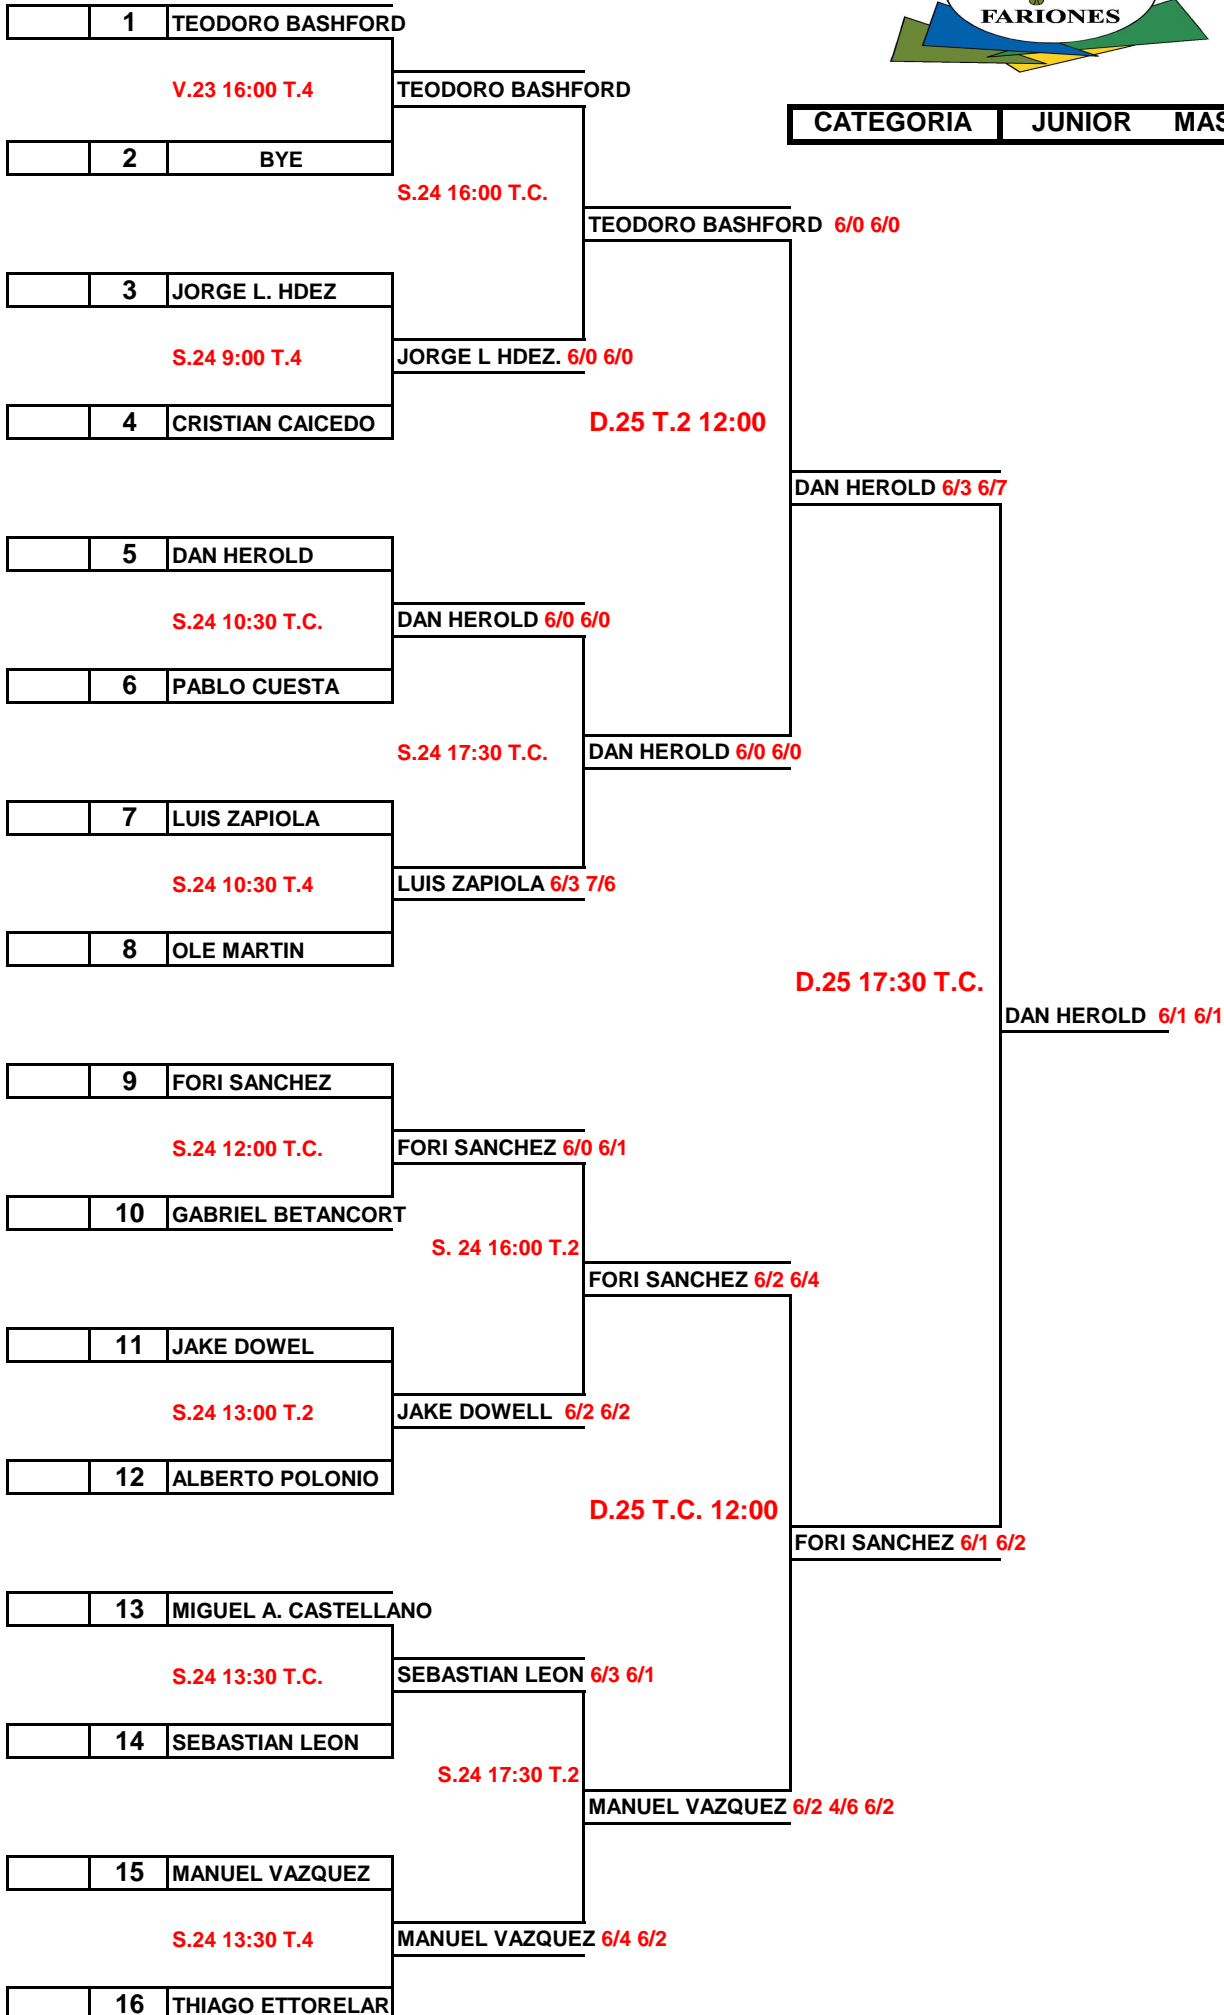 FARIONES
1 TEODORO BASHFORD
V.23 16:00 T.4
TEODORO BASHFORD
CATEGORIA JUNIOR MAS
2 BYE
S.24 16:00 T.C.
TEODORO BASHFORD 6/0 6/0
3 JORGE L. HDEZ
S.24 9:00 T.4
JORGE L HDEZ. 6/0 6/0
4 CRISTIAN CAICEDO
D.25 T.2 12:00
DAN HEROLD 6/3 6/7
5 DAN HEROLD
S.24 10:30 T.C.
DAN HEROLD 6/0 6/0
6 PABLO CUESTA
S.24 17:30 T.C.
DAN HEROLD 6/0 6/0
7 LUIS ZAPIOLA
S.24 10:30 T.4
LUIS ZAPIOLA 6/3 7/6
8 OLE MARTIN
D.25 17:30 T.C.
DAN HEROLD 6/1 6/1
9 FORI SANCHEZ
S.24 12:00 T.C.
FORI SANCHEZ 6/0 6/1
10 GABRIEL BETANCORT
S. 24 16:00 T.2
FORI SANCHEZ 6/2 6/4
11 JAKE DOWEL
S.24 13:00 T.2
JAKE DOWELL 6/2 6/2
12 ALBERTO POLONIO
D.25 T.C. 12:00
FORI SANCHEZ 6/1 6/2
13 MIGUEL A. CASTELLANO
S.24 13:30 T.C.
SEBASTIAN LEON 6/3 6/1
14 SEBASTIAN LEON
S.24 17:30 T.2
MANUEL VAZQUEZ 6/2 4/6 6/2
15 MANUEL VAZQUEZ
S.24 13:30 T.4
MANUEL VAZQUEZ 6/4 6/2
16 THIAGO ETTORELAR